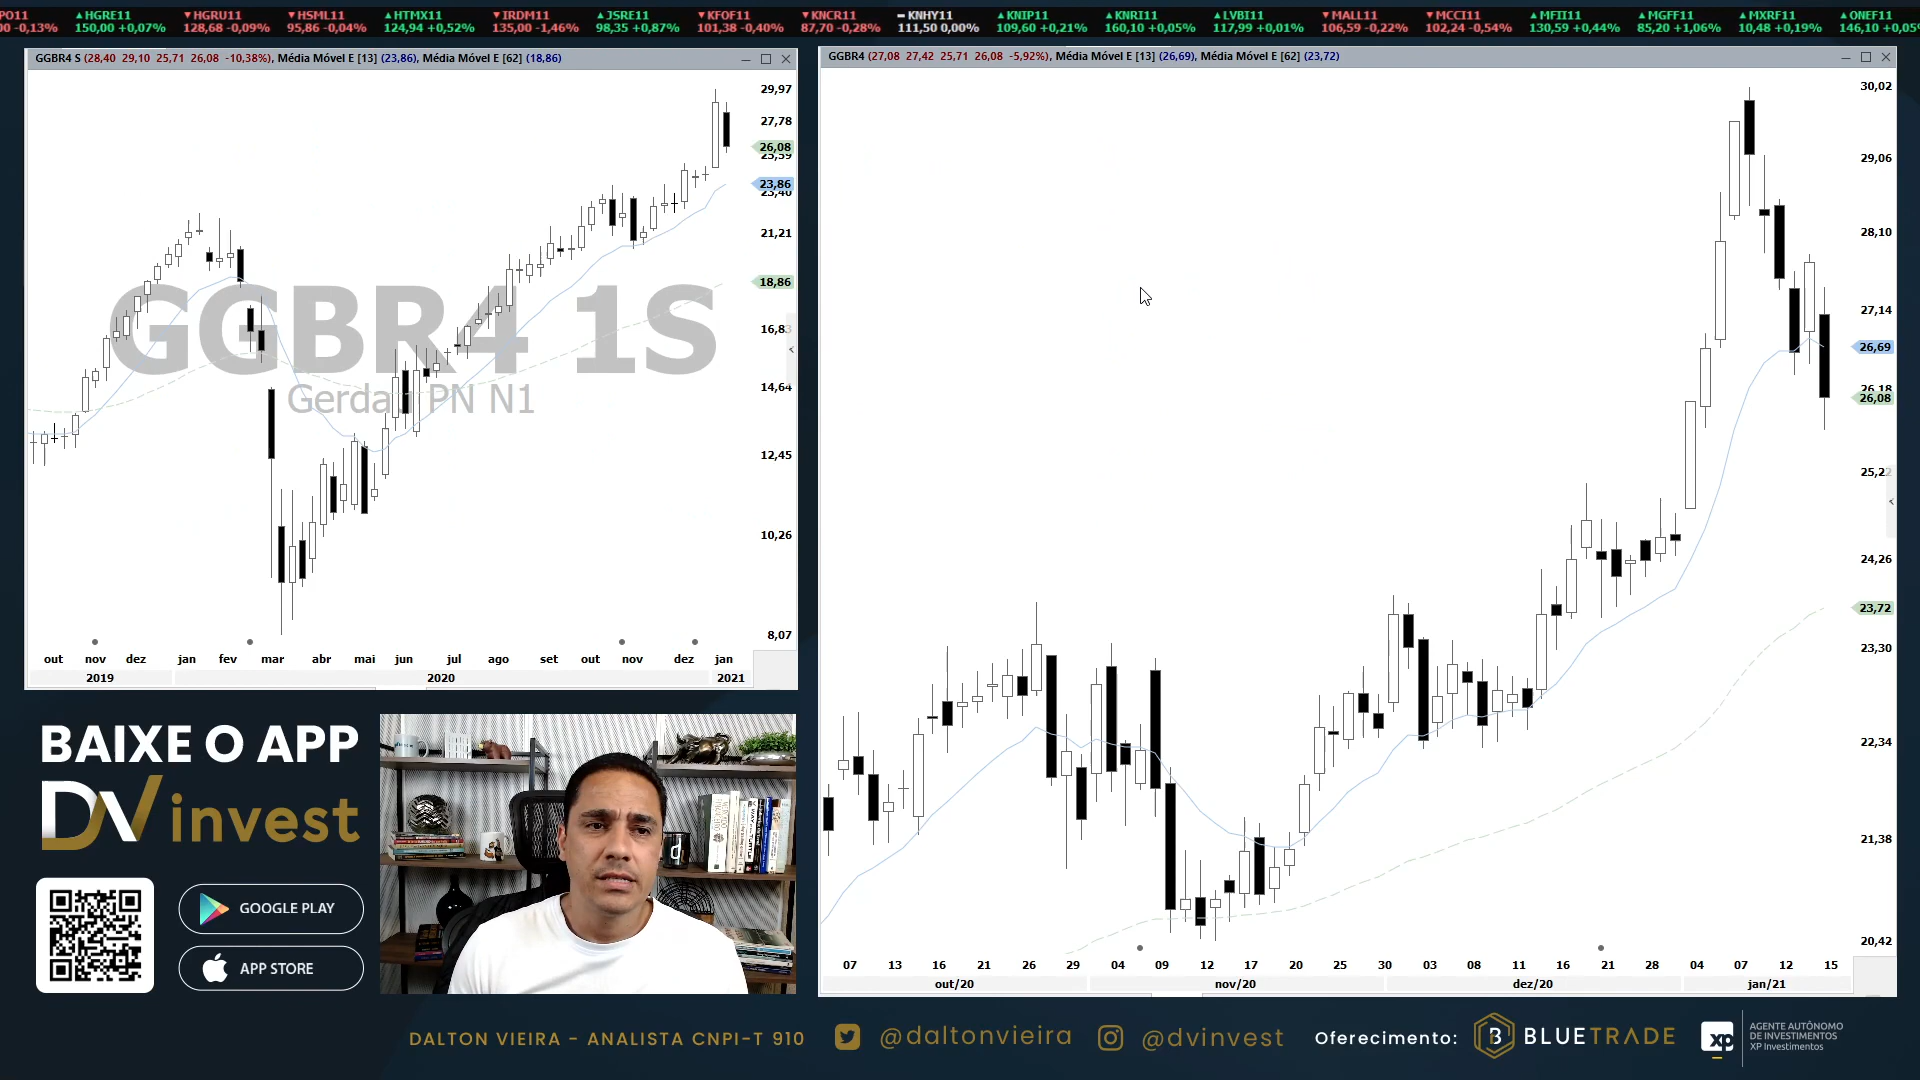 ▲HGRE11 ▼HGRU11 ▼HSML11 ▲HTMX11 ▼IRDM11 ▲JSRE11 ▼KFOF11 ▼KNCR11 KNHY11 ▲KNIP11 ▲KNRI11 ▲LVBI11 ▼MALL11 ▼MCCI11 ▲MFII11 ▲MGFF11 ▲MXRF11 ▲ONEF11
-0,13% 150,00 +0,07% 128,68 -0,09% 95,86 -0,04% 124,94 +0,52% 135,00 -1,46% 98,35 +0,87% 101,38 -0,40% 87,70 -0,28% 111,50 0,00% 109,60 +0,21% 160,10 +0,05% 117,99 +0,01% 106,59 -0,22% 102,24 -0,54% 130,59 +0,44% 85,20 +1,06% 10,48 +0,19% 146,10
GGBR4 S (28,40 29,10 25,71 26,08 -10,38%), Média Móvel E [13] (23,86), Média Móvel E [62] (18,86)
29,97
27,78
26,08
25,59
23,86
23,40
21,21
18,86
16,83
14,64
12,45
10,26
8,07
GGBR4 1S
Gerdau PN N1
out nov dez jan fev mar abr mai jun jul ago set out nov dez jan
2019 2020 2021
GGBR4 (27,08 27,42 25,71 26,08 -5,92%), Média Móvel E [13] (26,69), Média Móvel E [62] (23,72)
30,02
29,06
28,10
27,14
26,69
26,18
26,08
25,22
24,26
23,72
23,30
22,34
21,38
20,42
07 13 16 21 26 29 04 09 12 17 20 25 30 03 08 11 16 21 28 04 07 12 15
out/20 nov/20 dez/20 jan/21
BAIXE O APP
DV invest
GOOGLE PLAY
APP STORE
DALTON VIEIRA - ANALISTA CNPI-T 910 @daltonvieira @dvinvest Oferecimento: BLUETRADE xp
AGENTE AUTÔNOMO
DE INVESTIMENTOS
XP Investimentos